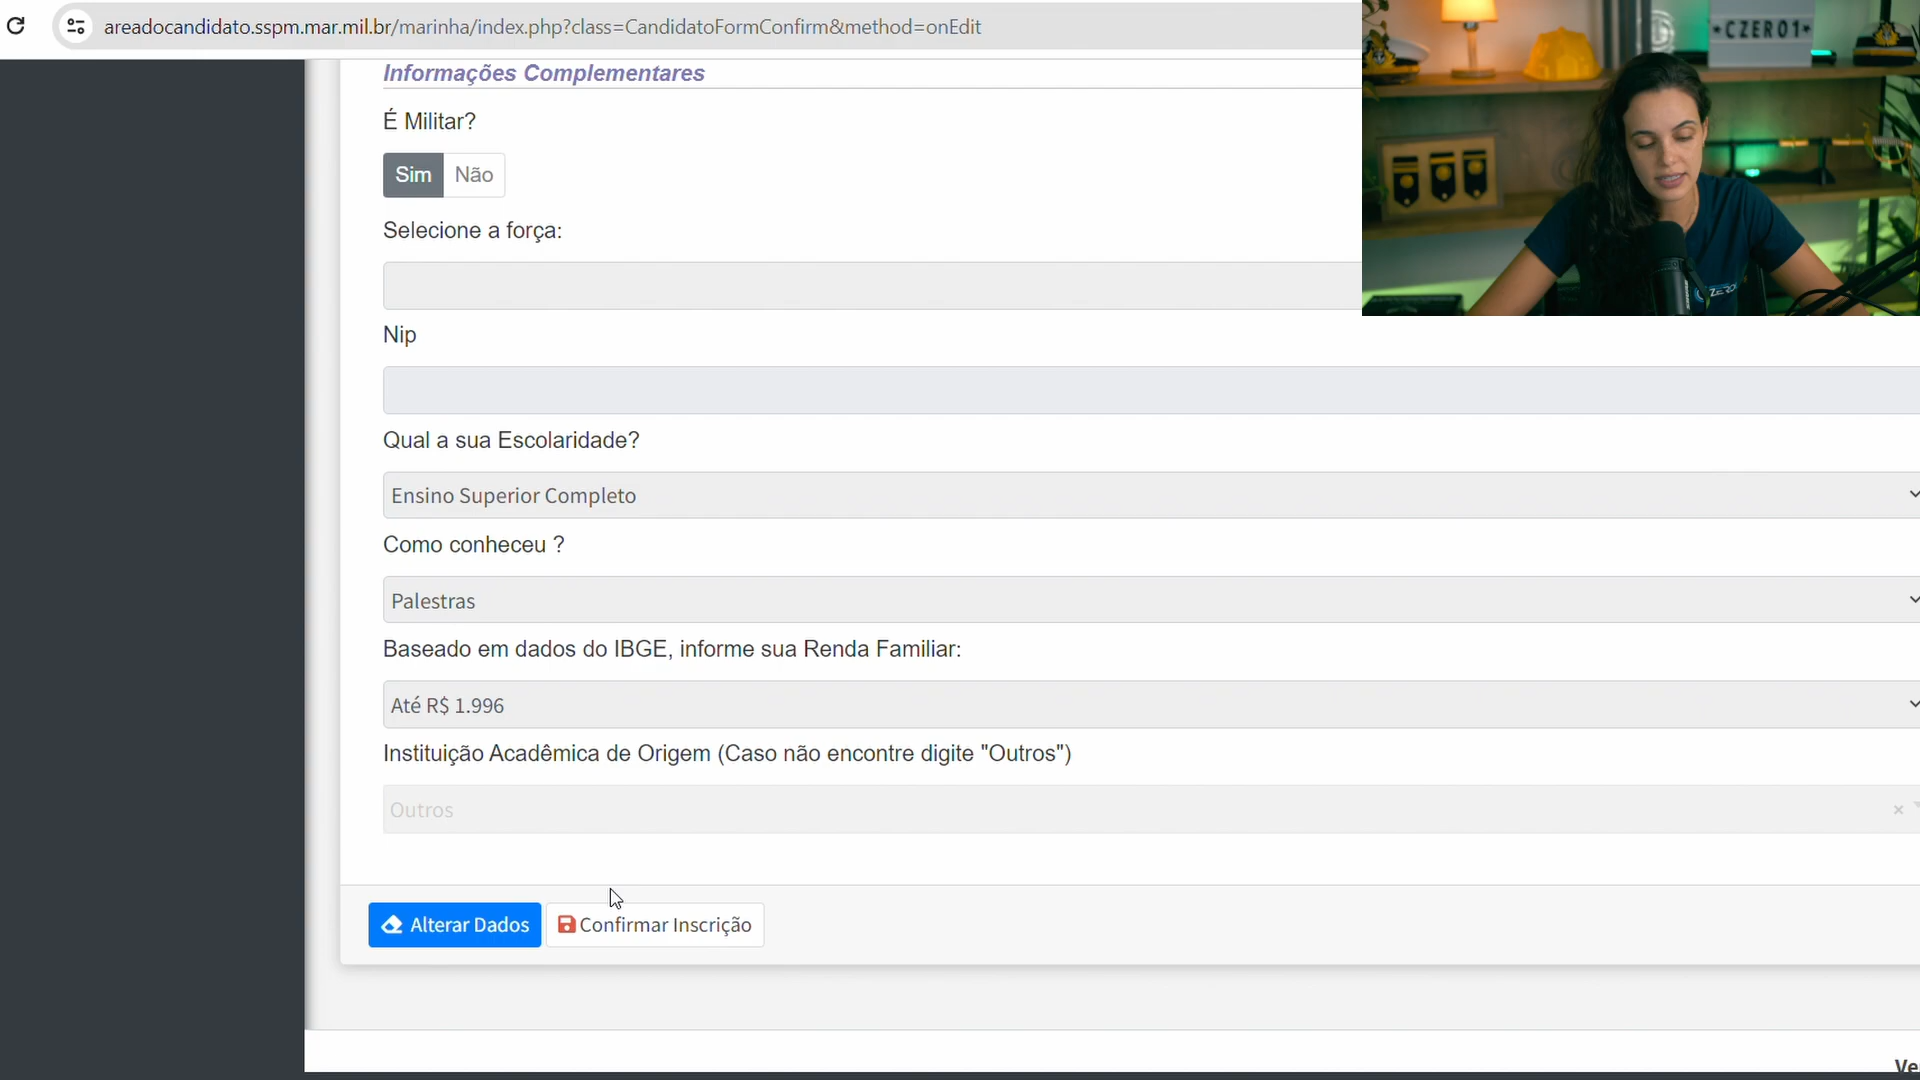 areadocandidato.sspm.mar.mil.br/marinha/index.php?class=CandidatoFormConfirm&method=onEdit
CZERO1
Informações Complementares
É Militar?
Sim Não
Selecione a força:
Nip
Qual a sua Escolaridade?
Ensino Superior Completo
Como conheceu ?
Palestras
Baseado em dados do IBGE, informe sua Renda Familiar:
Até R$ 1.996
Instituição Acadêmica de Origem (Caso não encontre digite "Outros")
Outros ×
Alterar Dados Confirmar Inscrição